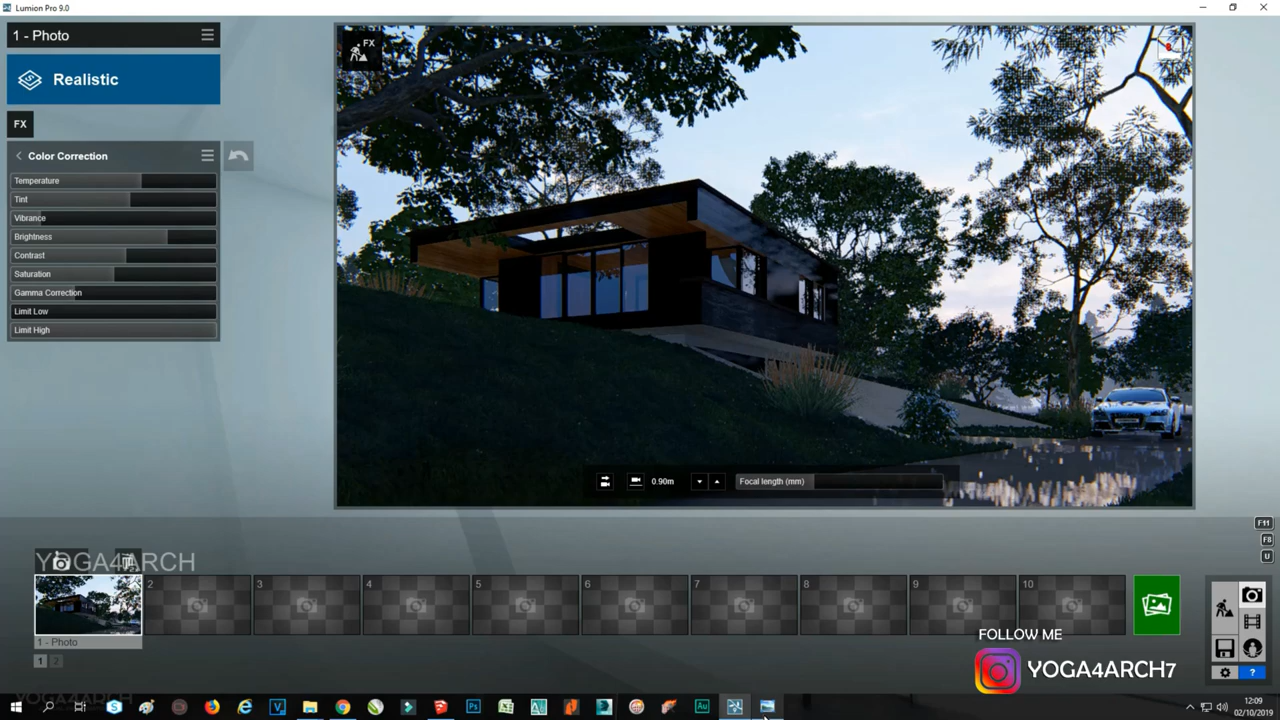 Lumion Pro 9.0
1 - Photo
Realistic
FX
Color Correction
Temperature
Tint
Vibrance
Brightness
Contrast
Saturation
Gamma Correction
Limit Low
Limit High
FX
0.90m
Focal length (mm)
F11
F8
U
YOGA4ARCH
2
3
4
5
6
7
8
9
10
1 - Photo
1 2
FOLLOW ME
YOGA4ARCH7
?
YOGA4ARCH
12:09
02/10/2019